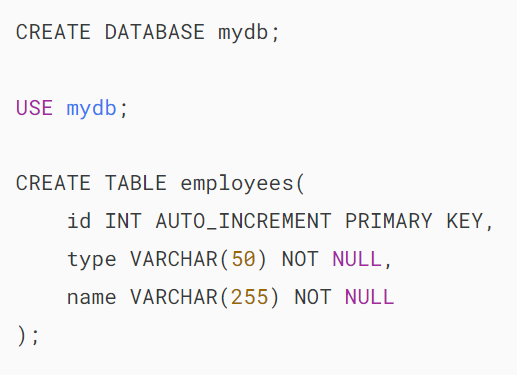 CREATE DATABASE mydb;
USE mydb;
CREATE TABLE employees(
    id INT AUTO_INCREMENT PRIMARY KEY,
    type VARCHAR(50) NOT NULL,
    name VARCHAR(255) NOT NULL
);